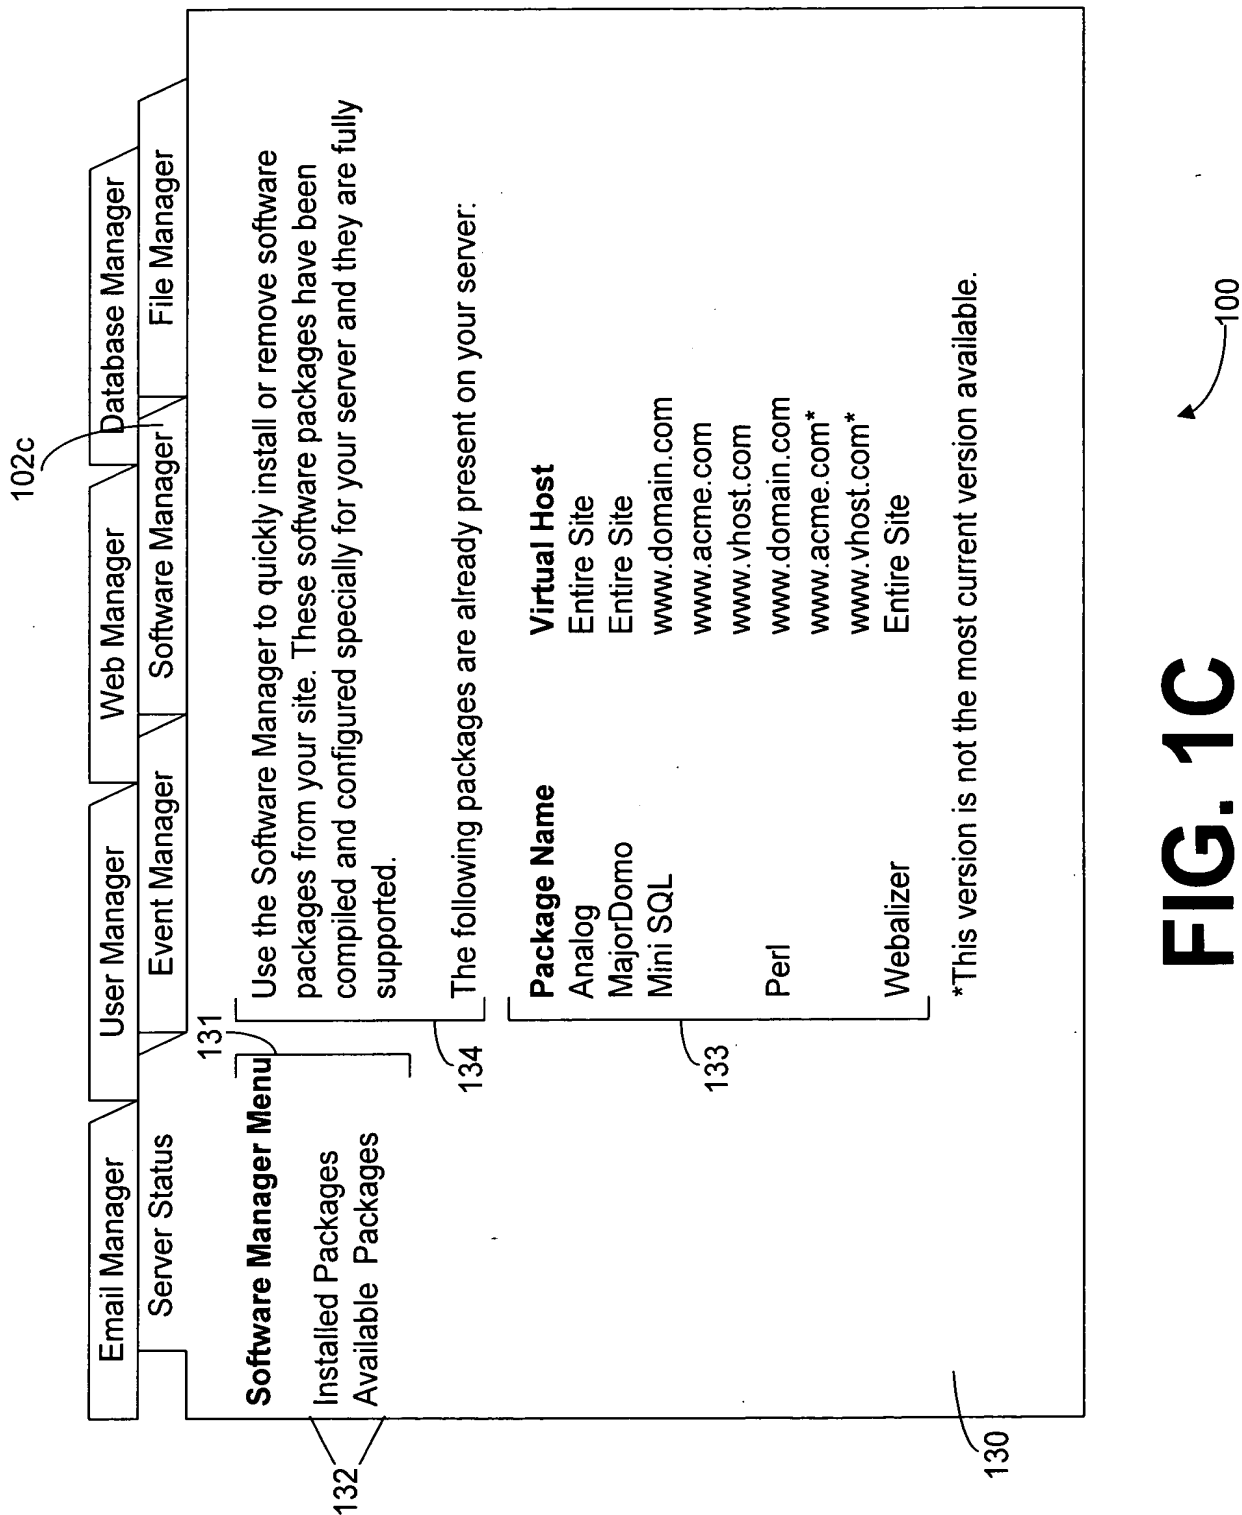 102c
Email Manager User Manager Web Manager Database Manager
Server Status Event Manager Software Manager File Manager
131
Software Manager Menu
Installed Packages
Available Packages
132
Use the Software Manager to quickly install or remove software
packages from your site. These software packages have been
compiled and configured specially for your server and they are fully
supported.
The following packages are already present on your server:
134
Package Name Virtual Host
Analog Entire Site
MajorDomo Entire Site
Mini SQL www.domain.com
www.acme.com
www.vhost.com
Perl www.domain.com
www.acme.com*
www.vhost.com*
Webalizer Entire Site
133
*This version is not the most current version available.
130
100
FIG. 1C